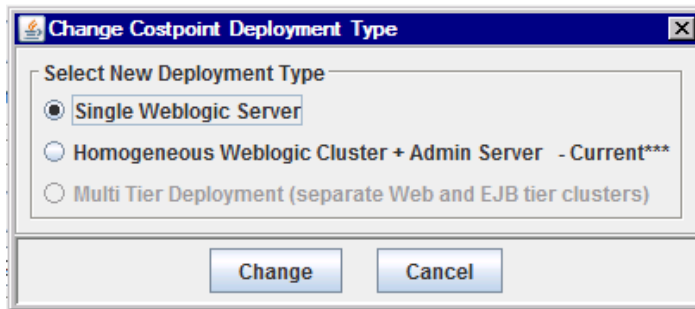 Change Costpoint Deployment Type
Select New Deployment Type
Single Weblogic Server
Homogeneous Weblogic Cluster + Admin Server - Current***
Multi Tier Deployment (separate Web and EJB tier clusters)
Change Cancel